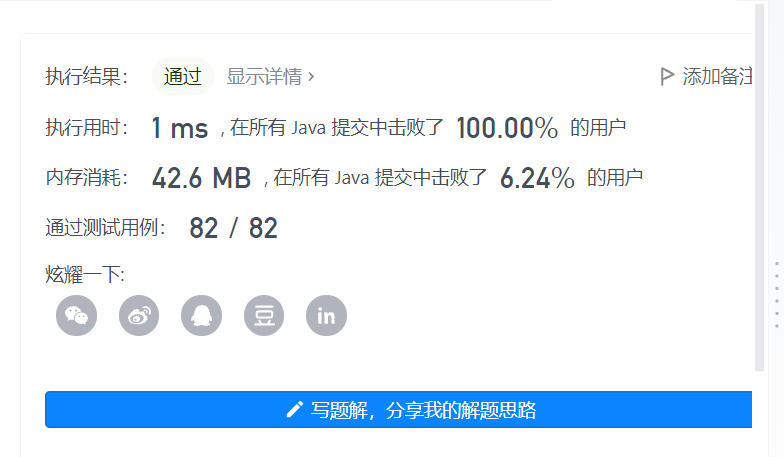 执行结果： 通过 显示详情 › 添加备注
执行用时： 1 ms , 在所有 Java 提交中击败了 100.00% 的用户
内存消耗： 42.6 MB , 在所有 Java 提交中击败了 6.24% 的用户
通过测试用例： 82 / 82
炫耀一下:
豆 in
写题解，分享我的解题思路